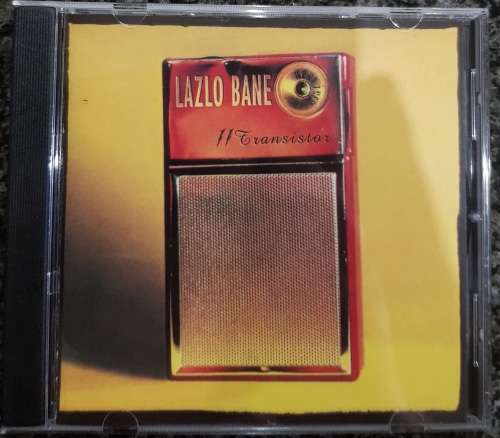 LAZLO BANE
11 Transistor